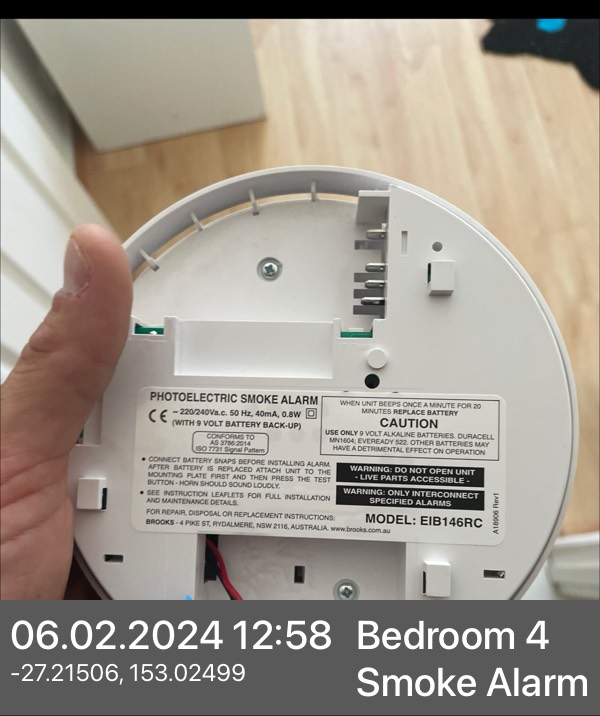 PHOTOELECTRIC SMOKE ALARM
CE ~ 220/240Va.c. 50 Hz, 40mA, 0.8W
(WITH 9 VOLT BATTERY BACK-UP)
CONFORMS TO
AS 3786:2014
ISO 7731 Signal Pattern
• CONNECT BATTERY SNAPS BEFORE INSTALLING ALARM.
AFTER BATTERY IS REPLACED ATTACH UNIT TO THE
MOUNTING PLATE FIRST AND THEN PRESS THE TEST
BUTTON - HORN SHOULD SOUND LOUDLY.
• SEE INSTRUCTION LEAFLETS FOR FULL INSTALLATION
AND MAINTENANCE DETAILS.
FOR REPAIR, DISPOSAL OR REPLACEMENT INSTRUCTIONS:
BROOKS - 4 PIKE ST, RYDALMERE, NSW 2116, AUSTRALIA. www.brooks.com.au
WHEN UNIT BEEPS ONCE A MINUTE FOR 20
MINUTES REPLACE BATTERY
CAUTION
USE ONLY 9 VOLT ALKALINE BATTERIES. DURACELL
MN1604; EVEREADY 522. OTHER BATTERIES MAY
HAVE A DETRIMENTAL EFFECT ON OPERATION
WARNING: DO NOT OPEN UNIT
- LIVE PARTS ACCESSIBLE -
WARNING: ONLY INTERCONNECT
SPECIFIED ALARMS
MODEL: EIB146RC
A18906 Rev1
06.02.2024 12:58
-27.21506, 153.02499
Bedroom 4
Smoke Alarm